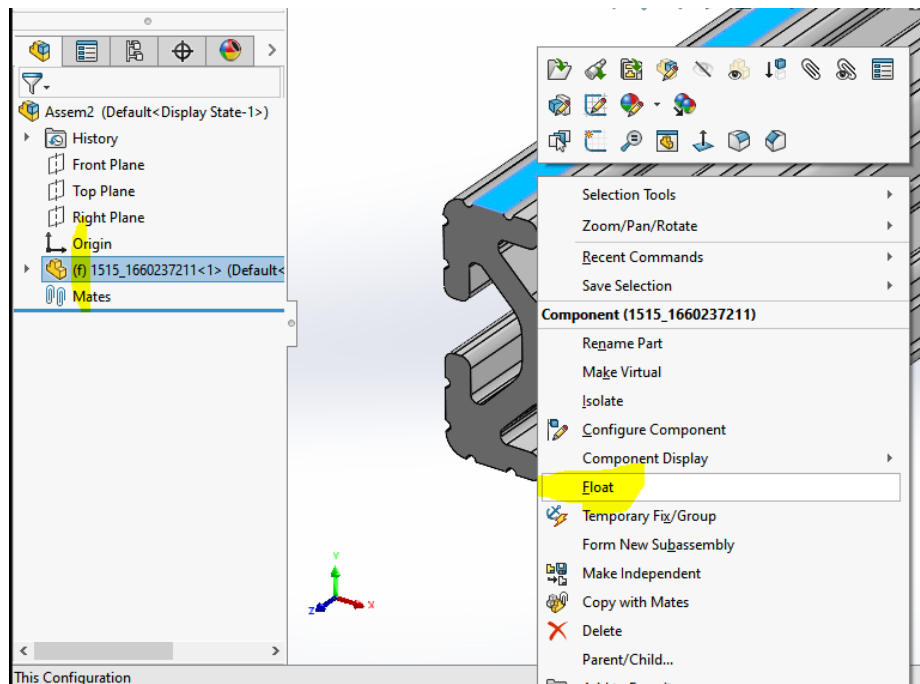 Assem2 (Default<Display State-1>)
History
Front Plane
Top Plane
Right Plane
Origin
(f) 1515_1660237211<1> (Default<
Mates
This Configuration
Y
X
Z
Selection Tools
Zoom/Pan/Rotate
Recent Commands
Save Selection
Component (1515_1660237211)
Rename Part
Make Virtual
Isolate
Configure Component
Component Display
Float
Temporary Fix/Group
Form New Subassembly
Make Independent
Copy with Mates
Delete
Parent/Child...